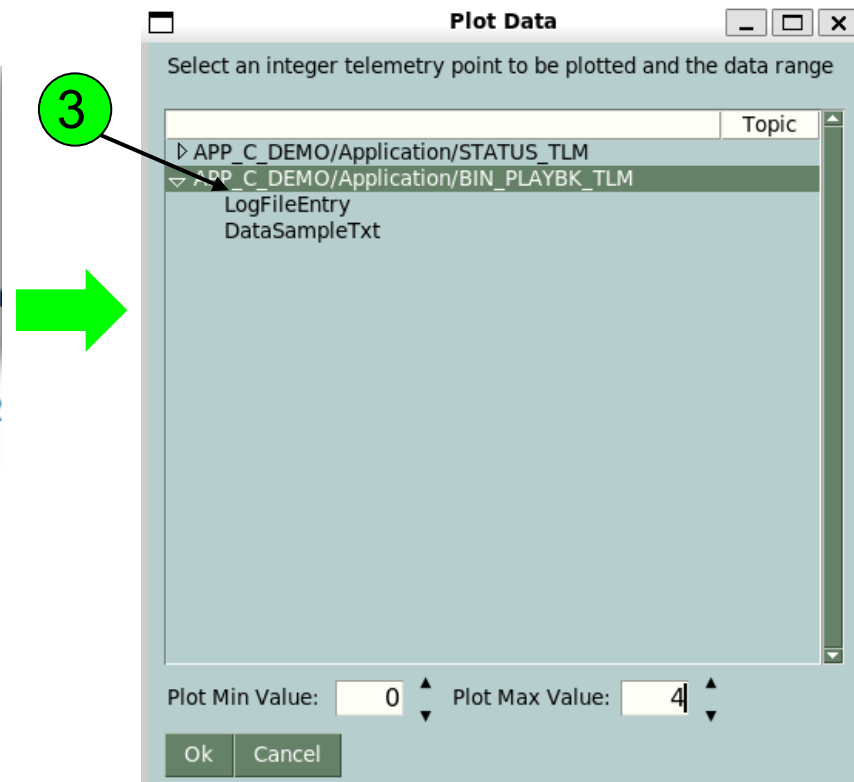 Plot Data
Select an integer telemetry point to be plotted and the data range
3
Topic
APP_C_DEMO/Application/STATUS_TLM
APP_C_DEMO/Application/BIN_PLAYBK_TLM
LogFileEntry
DataSampleTxt
Plot Min Value: 0 Plot Max Value: 4
Ok Cancel